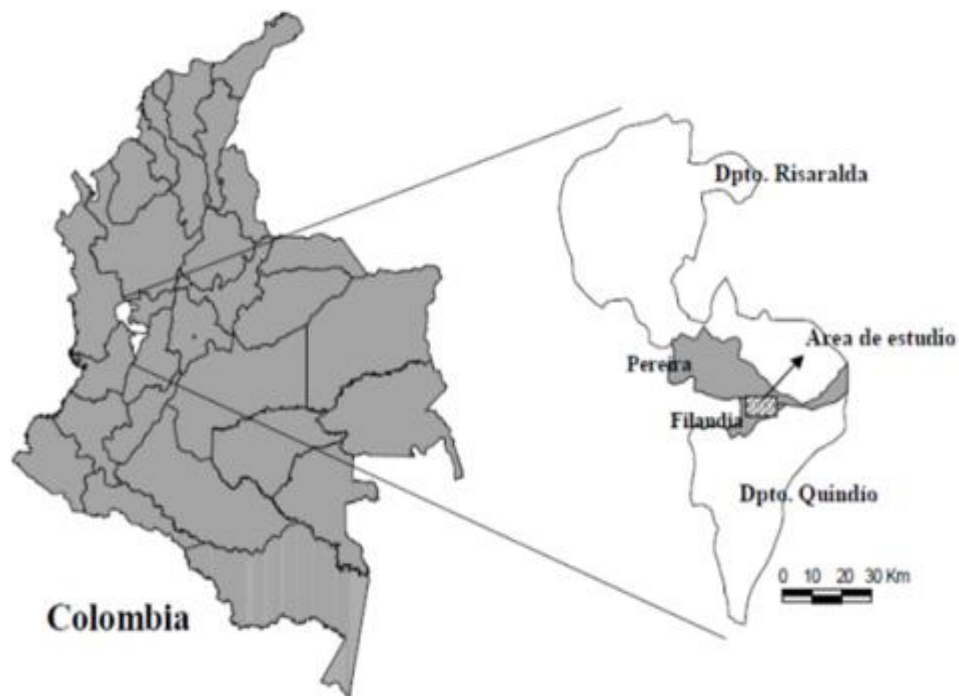 Dpto. Risaralda
Area de estudio
Pereira
Filandia
Dpto. Quindío
0 10 20 30 Km
Colombia